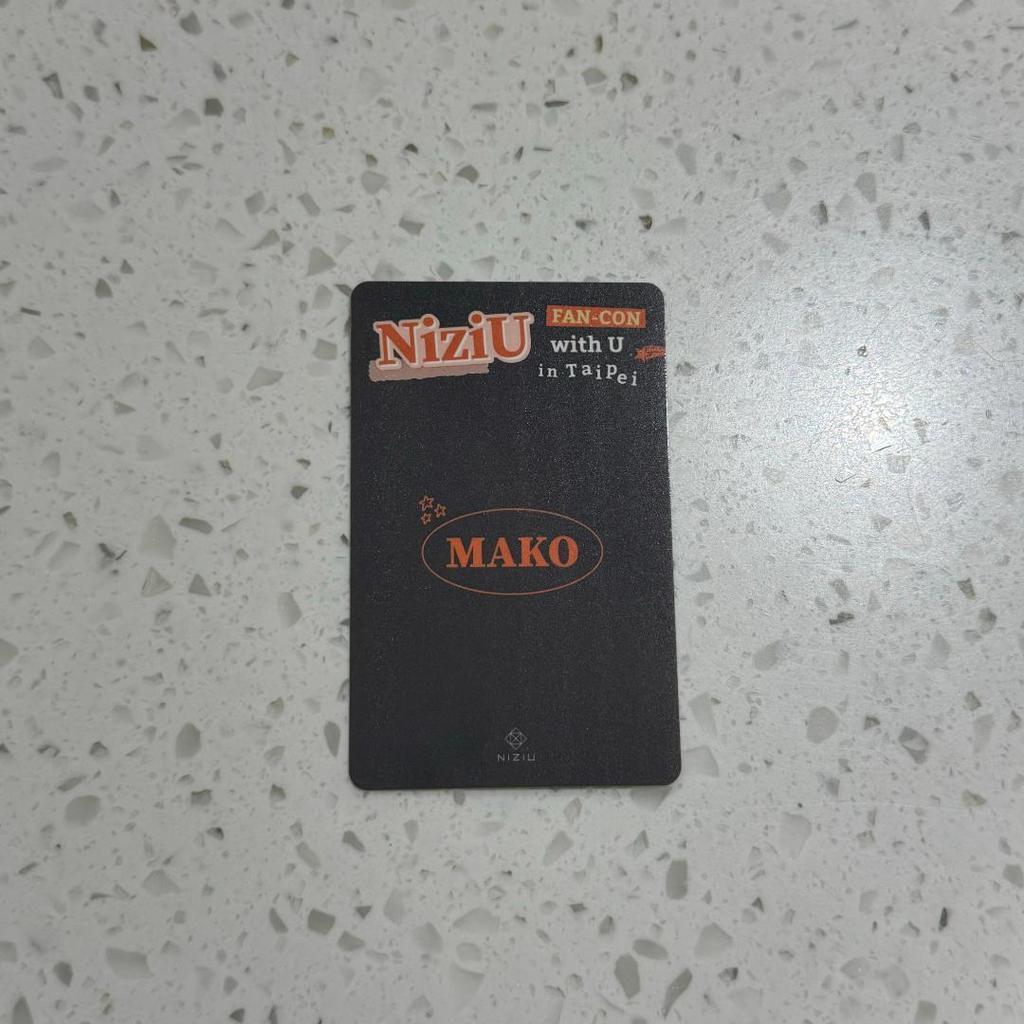 NiziU
FAN-CON
with U
in Taipei
MAKO
NIZIU